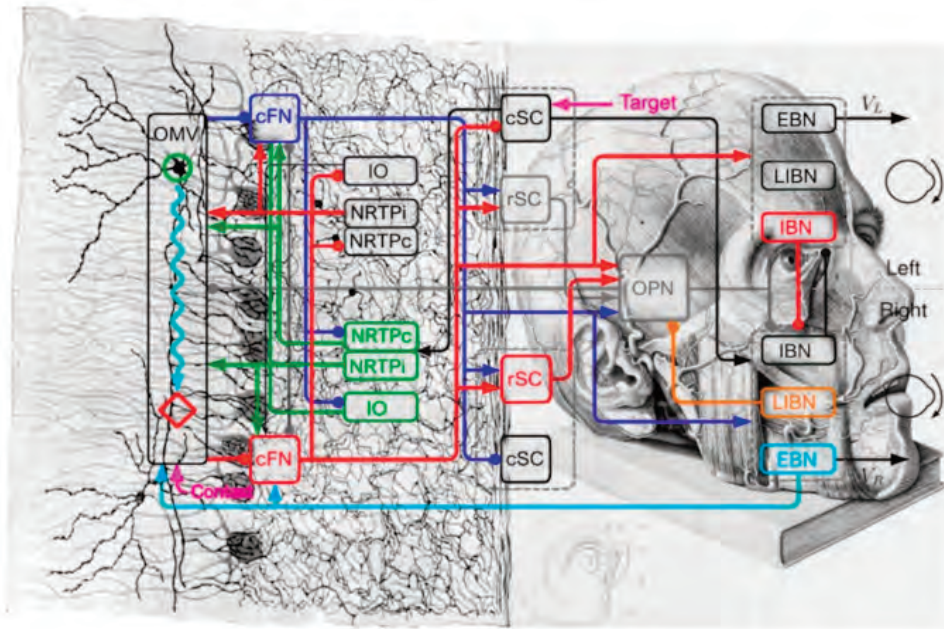 OMV
cFN
IO
NRTPi
NRTPc
NRTPc
NRTPi
IO
cFN
cSC
Target
rSC
OPN
rSC
cSC
EBN
V_L
LIBN
IBN
Left
Right
IBN
LIBN
EBN
V_R